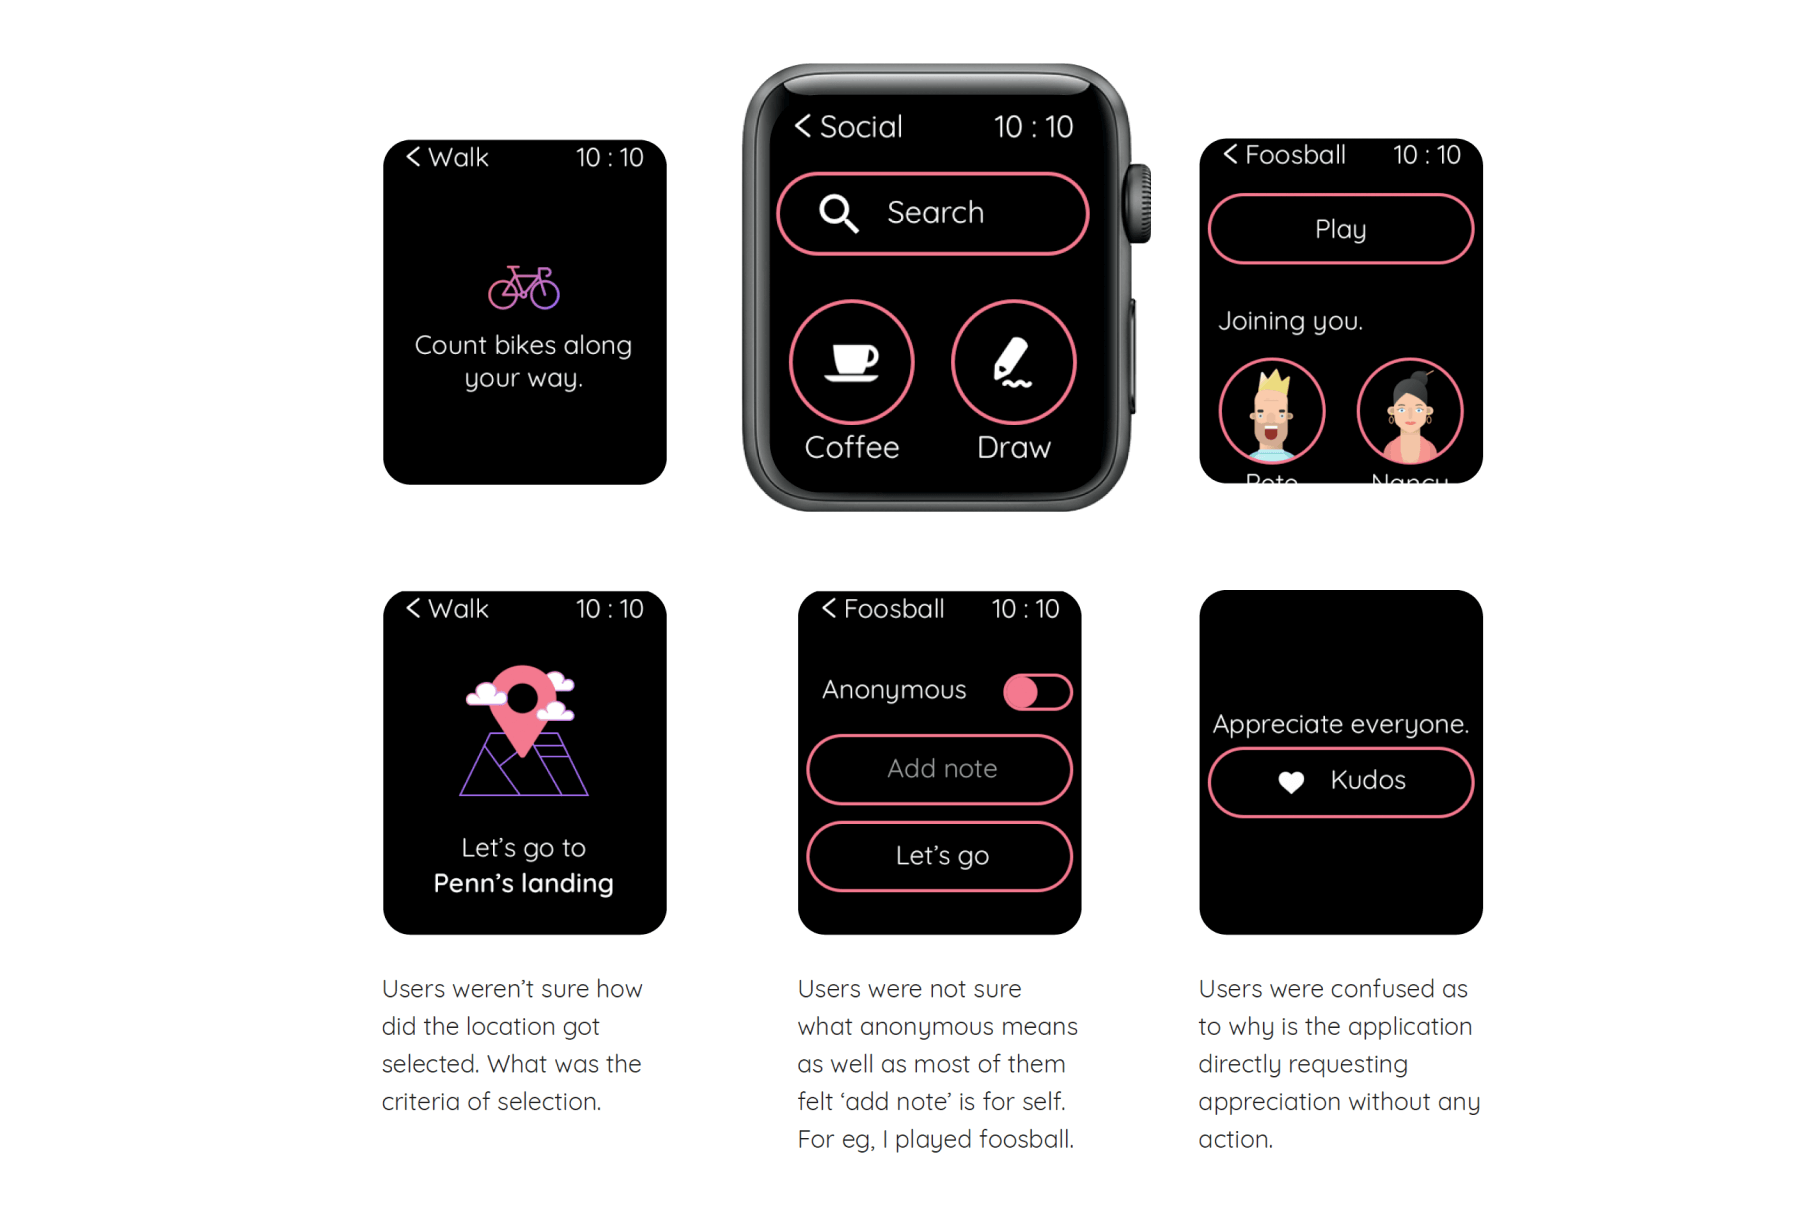 Walk 10 : 10
Count bikes along
your way.
Social 10 : 10
Search
Coffee Draw
Foosball 10 : 10
Play
Joining you.
Walk 10 : 10
Let's go to
Penn's landing
Users weren't sure how
did the location got
selected. What was the
criteria of selection.
Foosball 10 : 10
Anonymous
Add note
Let's go
Users were not sure
what anonymous means
as well as most of them
felt ‘add note’ is for self.
For eg, I played foosball.
Appreciate everyone.
Kudos
Users were confused as
to why is the application
directly requesting
appreciation without any
action.